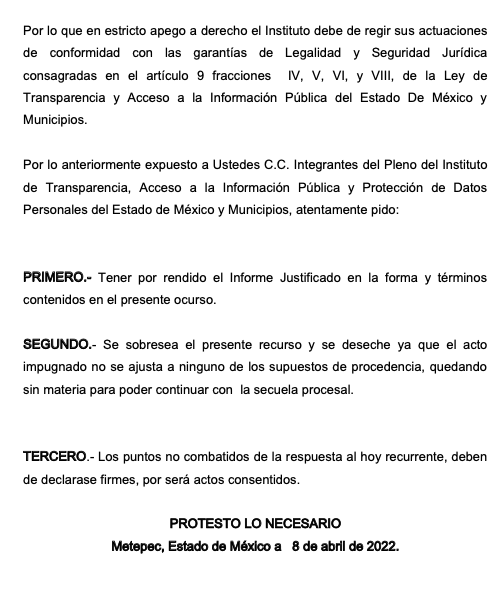 Por lo que en estricto apego a derecho el Instituto debe de regir sus actuaciones
de conformidad con las garantías de Legalidad y Seguridad Jurídica
consagradas en el artículo 9 fracciones IV, V, VI, y VIII, de la Ley de
Transparencia y Acceso a la Información Pública del Estado De México y
Municipios.
Por lo anteriormente expuesto a Ustedes C.C. Integrantes del Pleno del Instituto
de Transparencia, Acceso a la Información Pública y Protección de Datos
Personales del Estado de México y Municipios, atentamente pido:
PRIMERO.- Tener por rendido el Informe Justificado en la forma y términos
contenidos en el presente ocurso.
SEGUNDO.- Se sobresea el presente recurso y se deseche ya que el acto
impugnado no se ajusta a ninguno de los supuestos de procedencia, quedando
sin materia para poder continuar con la secuela procesal.
TERCERO.- Los puntos no combatidos de la respuesta al hoy recurrente, deben
de declarase firmes, por será actos consentidos.
PROTESTO LO NECESARIO
Metepec, Estado de México a 8 de abril de 2022.